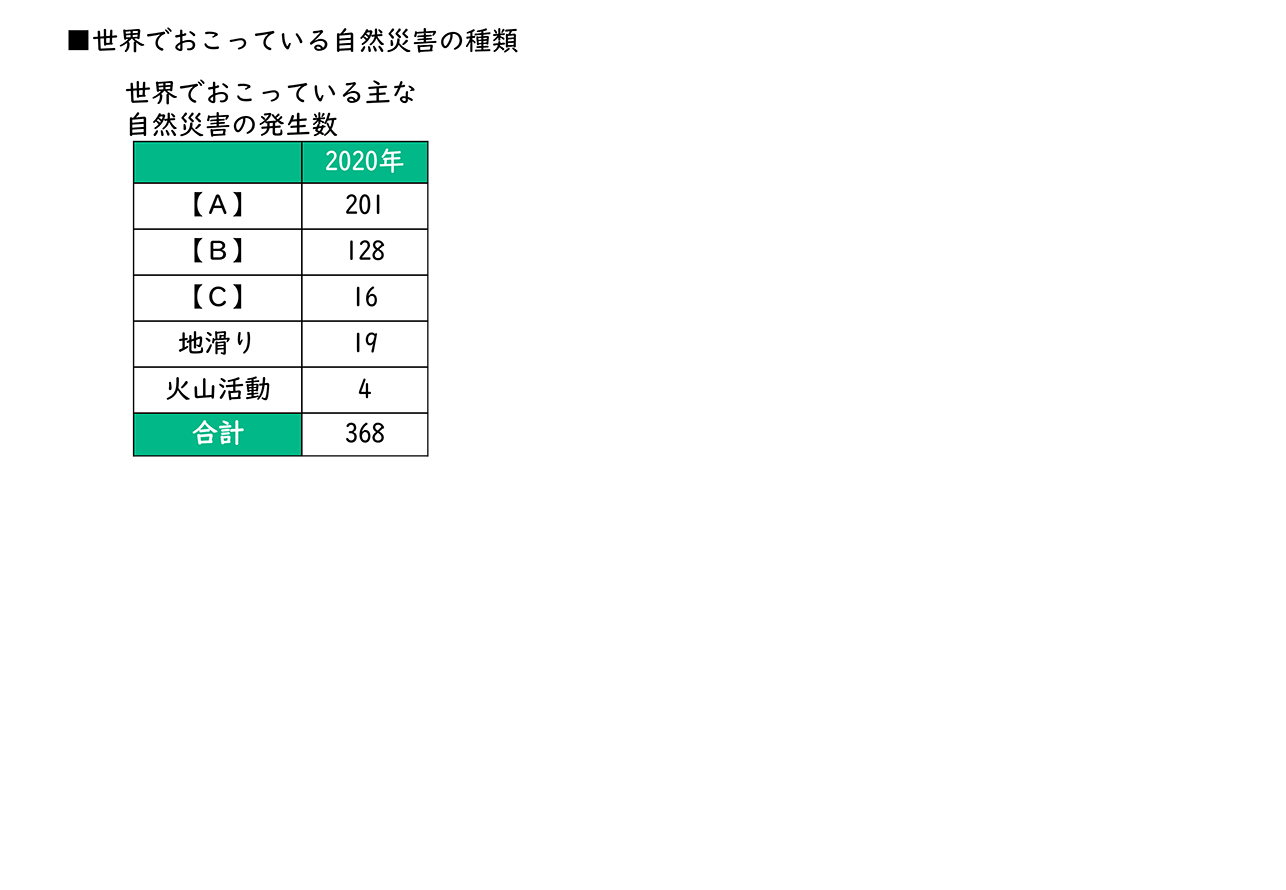 ■世界でおこっている自然災害の種類
世界でおこっている主な
自然災害の発生数
2020年
【A】 201
【B】 128
【C】 16
地滑り 19
火山活動 4
合計 368